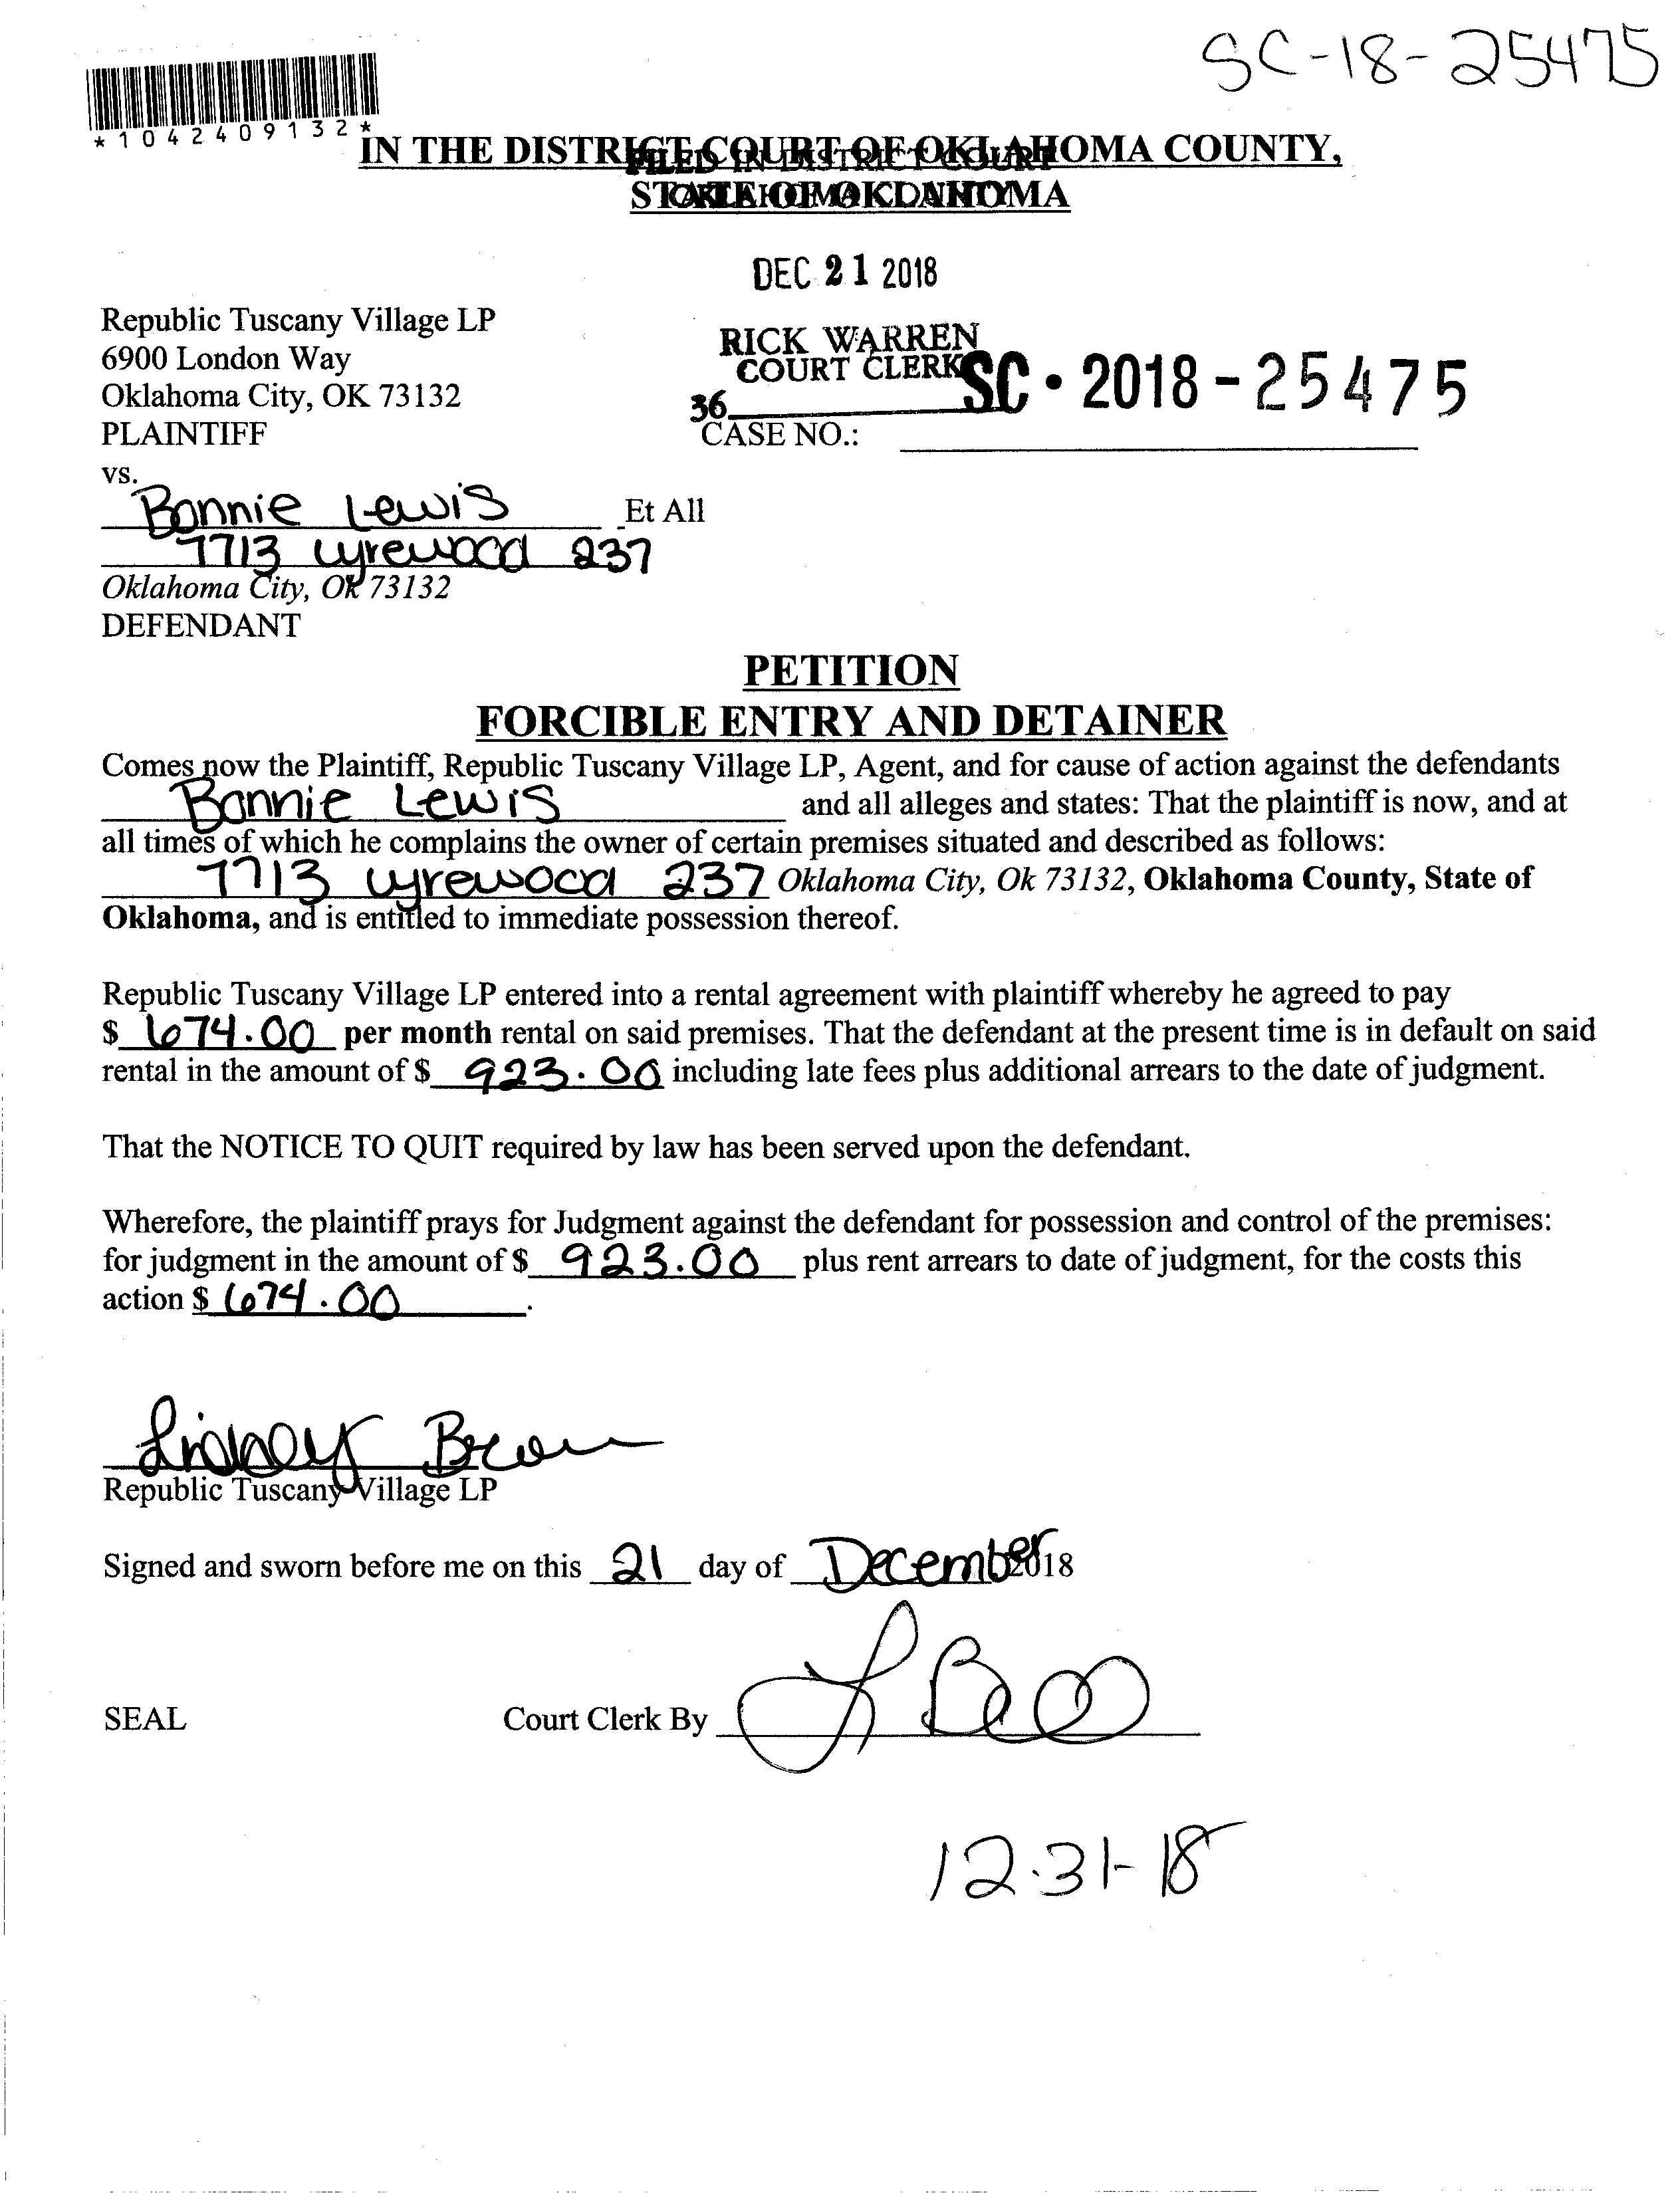 SC-18-25475
*1042409132*
IN THE DISTRICT COURT OF OKLAHOMA COUNTY,
FILED IN DISTRICT COURT
STATE OF OKLAHOMA
OKLAHOMA COUNTY
DEC 21 2018
Republic Tuscany Village LP
6900 London Way
Oklahoma City, OK 73132
PLAINTIFF
RICK WARREN
COURT CLERK
36
SC • 2018 - 25475
CASE NO.:
vs.
Bonnie Lewis Et All
7713 Lyrewood 237
Oklahoma City, Ok 73132
DEFENDANT
PETITION
FORCIBLE ENTRY AND DETAINER
Comes now the Plaintiff, Republic Tuscany Village LP, Agent, and for cause of action against the defendants
Bonnie Lewis and all alleges and states: That the plaintiff is now, and at
all times of which he complains the owner of certain premises situated and described as follows:
7713 Lyrewood 237 Oklahoma City, Ok 73132, Oklahoma County, State of
Oklahoma, and is entitled to immediate possession thereof.
Republic Tuscany Village LP entered into a rental agreement with plaintiff whereby he agreed to pay
$ 674.00 per month rental on said premises. That the defendant at the present time is in default on said
rental in the amount of $ 923.00 including late fees plus additional arrears to the date of judgment.
That the NOTICE TO QUIT required by law has been served upon the defendant.
Wherefore, the plaintiff prays for Judgment against the defendant for possession and control of the premises:
for judgment in the amount of $ 923.00 plus rent arrears to date of judgment, for the costs this
action $ 674.00.
Lindsey Brown
Republic Tuscany Village LP
Signed and sworn before me on this 21 day of December 2018
SEAL Court Clerk By
12-31-18